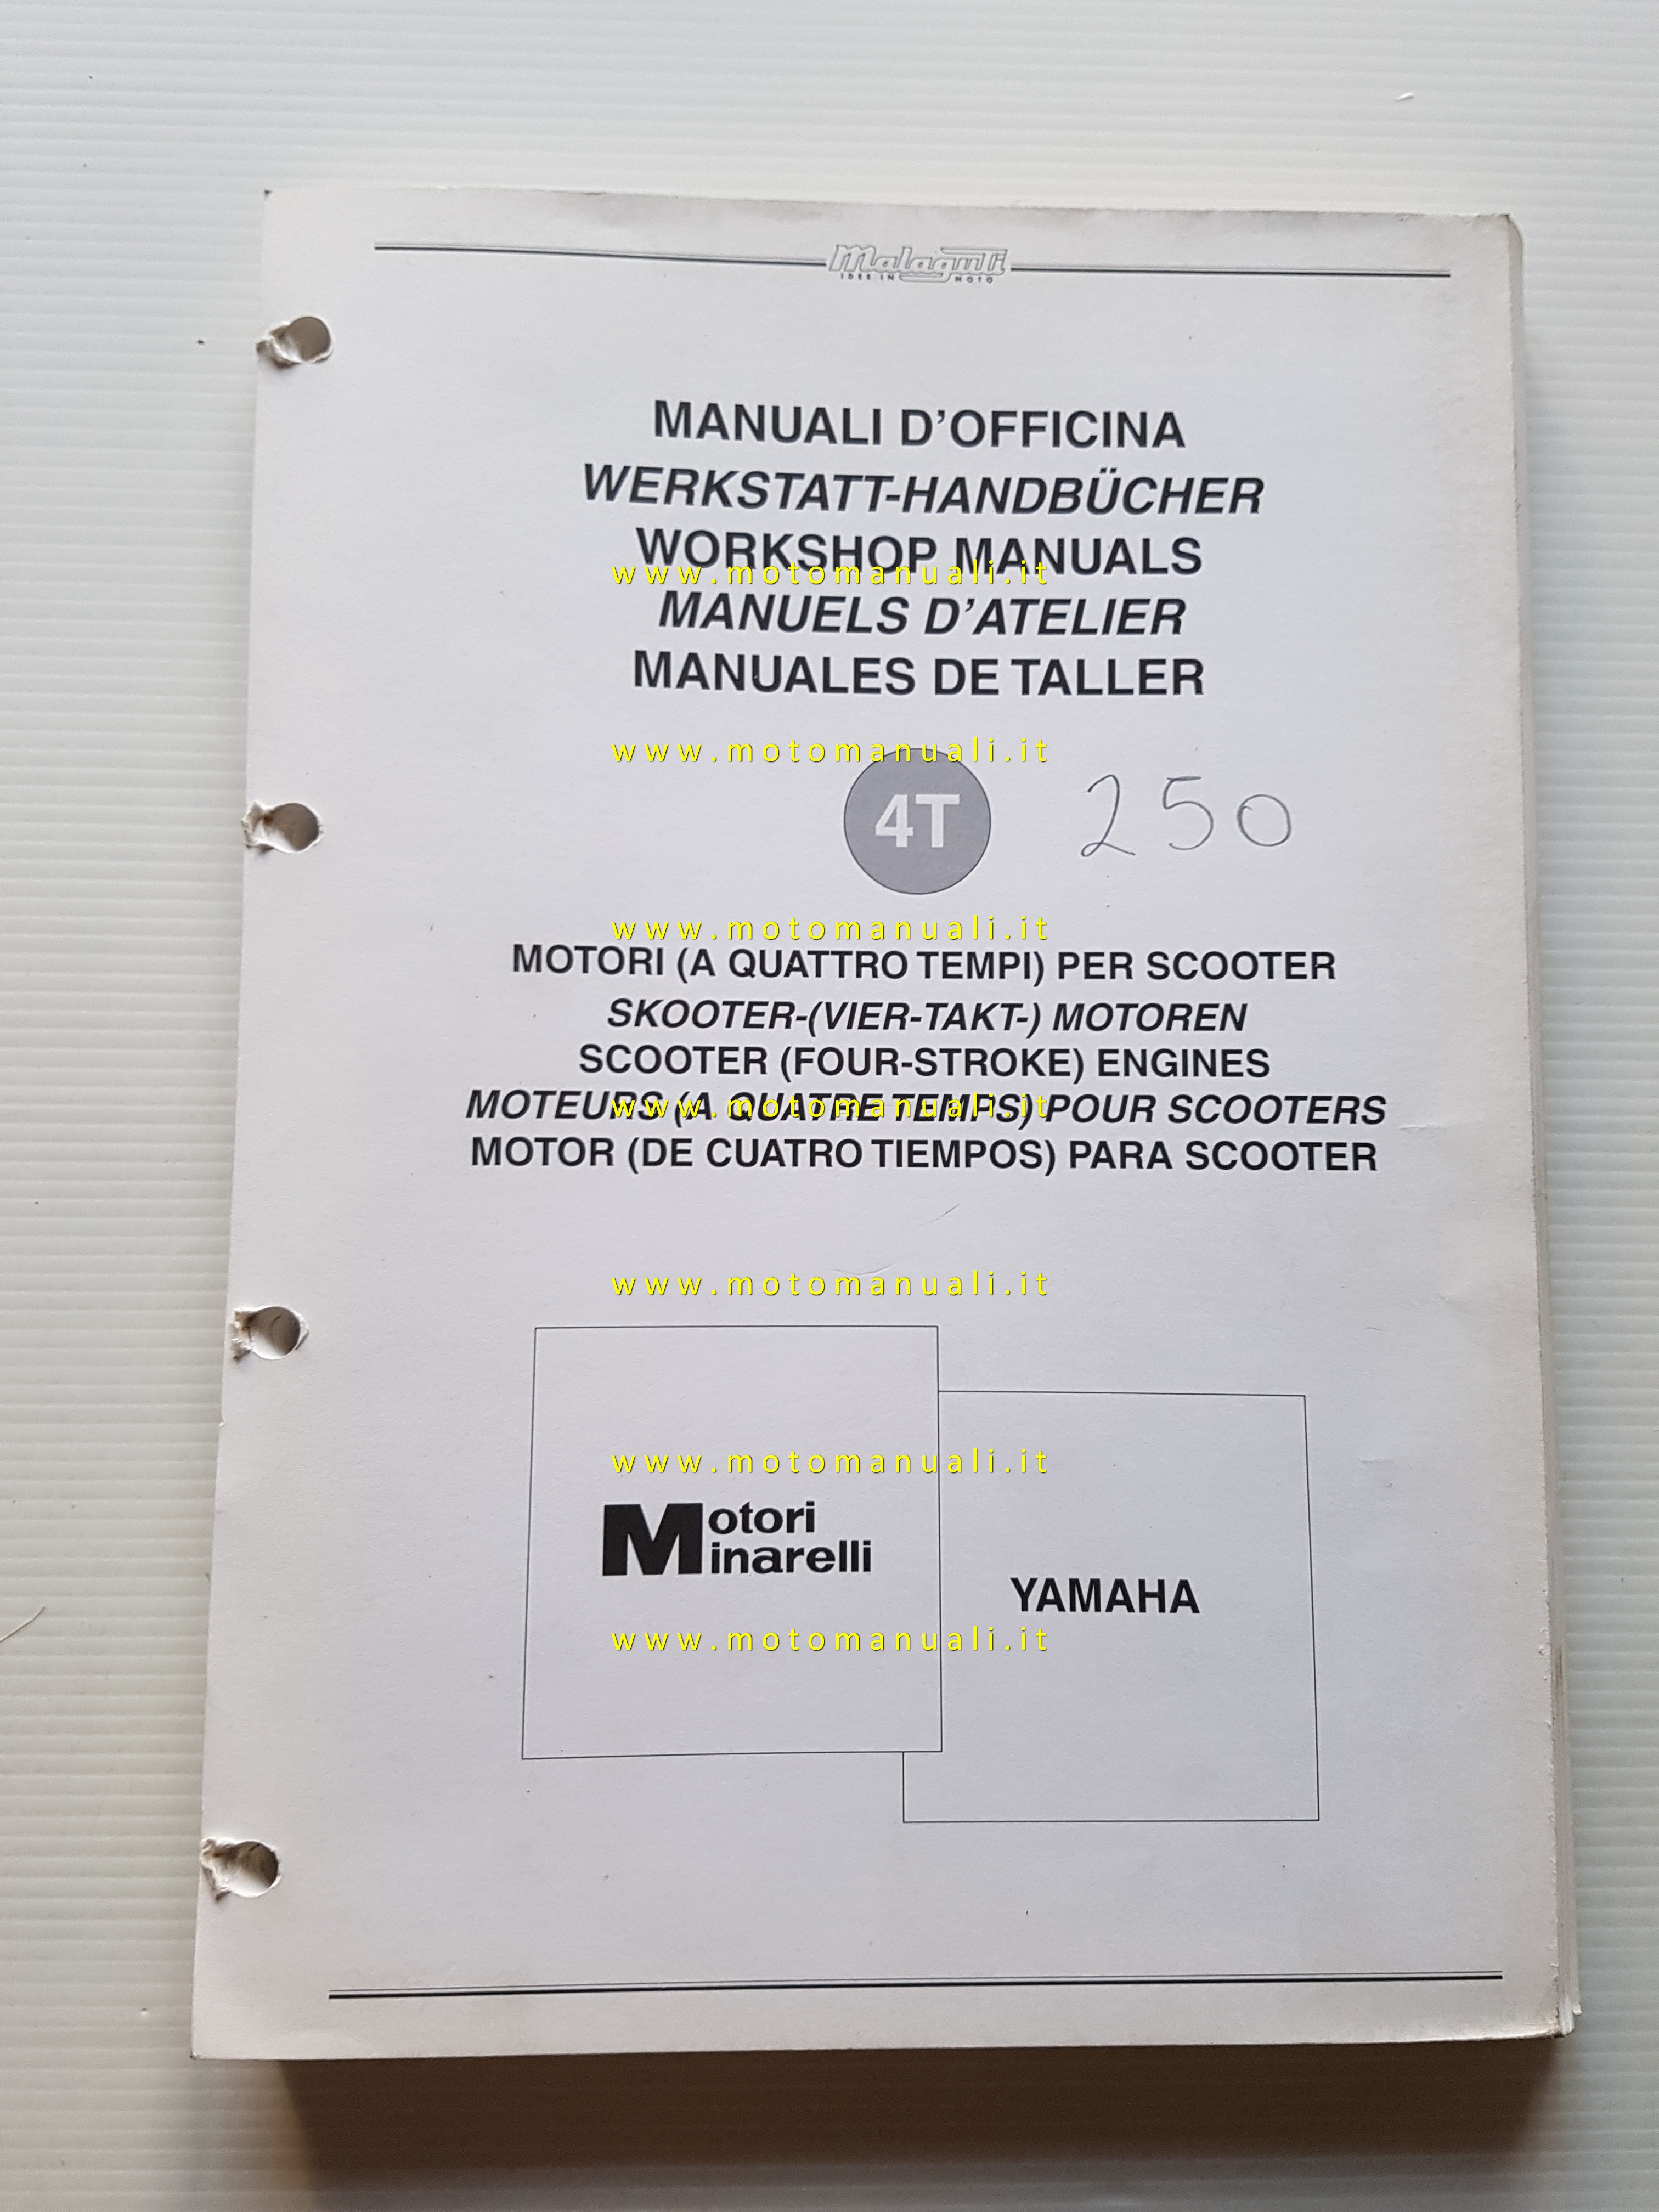 Malaguti
IDEE IN MOTO
MANUALI D'OFFICINA
WERKSTATT-HANDBÜCHER
WORKSHOP MANUALS
www.motomanuali.it
MANUELS D'ATELIER
MANUALES DE TALLER
www.motomanuali.it
4T 250
www.motomanuali.it
MOTORI (A QUATTRO TEMPI) PER SCOOTER
SKOOTER-(VIER-TAKT-) MOTOREN
SCOOTER (FOUR-STROKE) ENGINES
MOTEURS (A QUATRE TEMPS) POUR SCOOTERS
www.motomanuali.it
MOTOR (DE CUATRO TIEMPOS) PARA SCOOTER
www.motomanuali.it
www.motomanuali.it
Motori
Minarelli
YAMAHA
www.motomanuali.it